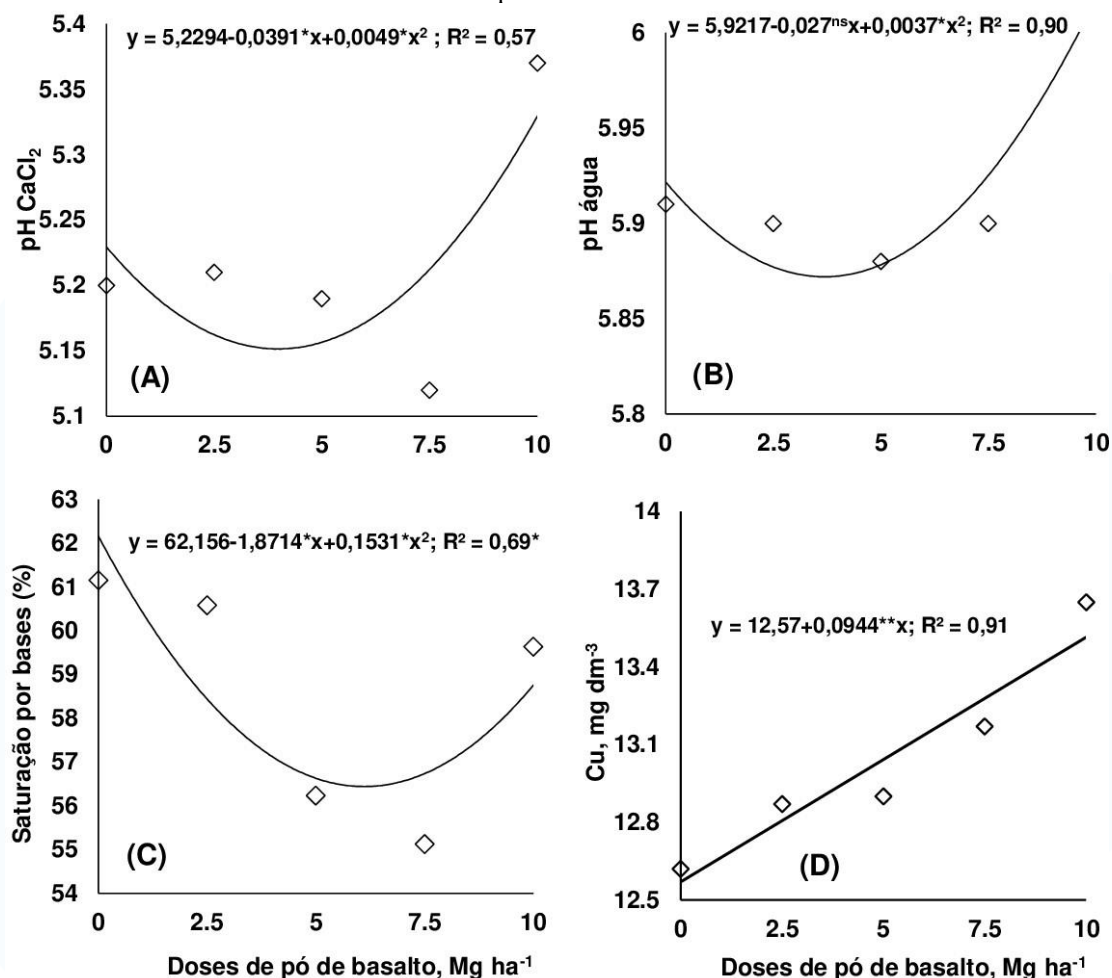 y = 5,2294-0,0391*x+0,0049*x² ; R² = 0,57
5.4
5.35
5.3
5.25
5.2
5.15
5.1
pH CaCl₂
(A)
0 2.5 5 7.5 10
y = 5,9217-0,027ⁿˢx+0,0037*x²; R² = 0,90
6
5.95
5.9
5.85
5.8
pH água
(B)
0 2.5 5 7.5 10
y = 62,156-1,8714*x+0,1531*x²; R² = 0,69*
63
62
61
60
59
58
57
56
55
54
Saturação por bases (%)
(C)
0 2.5 5 7.5 10
Doses de pó de basalto, Mg ha⁻¹
y = 12,57+0,0944**x; R² = 0,91
14
13.7
13.4
13.1
12.8
12.5
Cu, mg dm⁻³
(D)
0 2.5 5 7.5 10
Doses de pó de basalto, Mg ha⁻¹